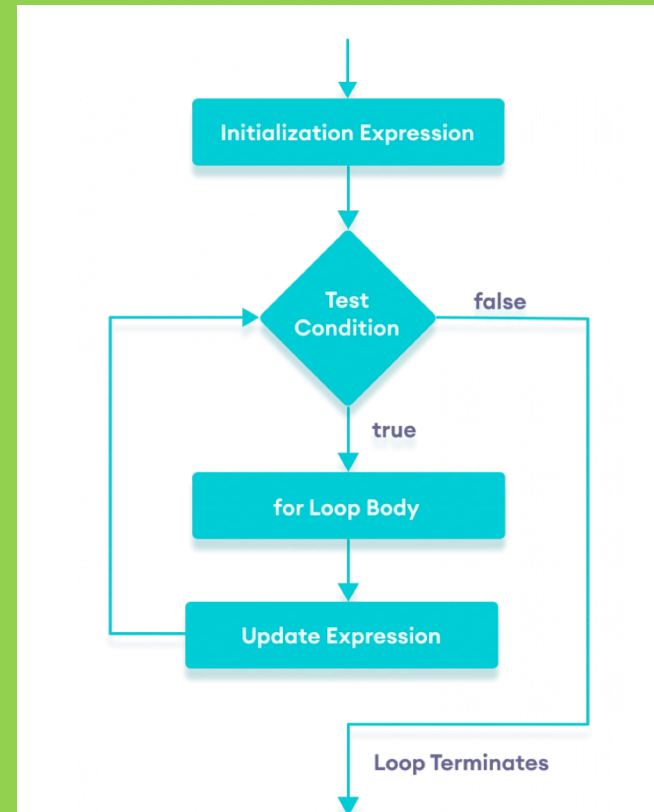 Initialization Expression
Test
Condition
false
true
for Loop Body
Update Expression
Loop Terminates